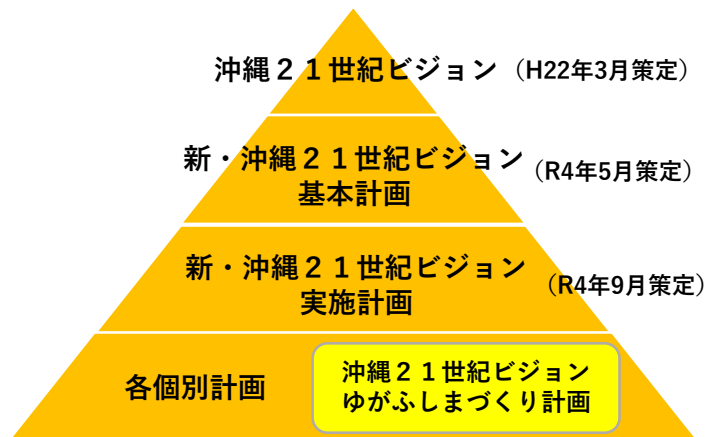 沖縄２１世紀ビジョン（H22年3月策定）
新・沖縄２１世紀ビジョン
基本計画
（R4年5月策定）
新・沖縄２１世紀ビジョン
実施計画
（R4年9月策定）
各個別計画
沖縄２１世紀ビジョン
ゆがふしまづくり計画